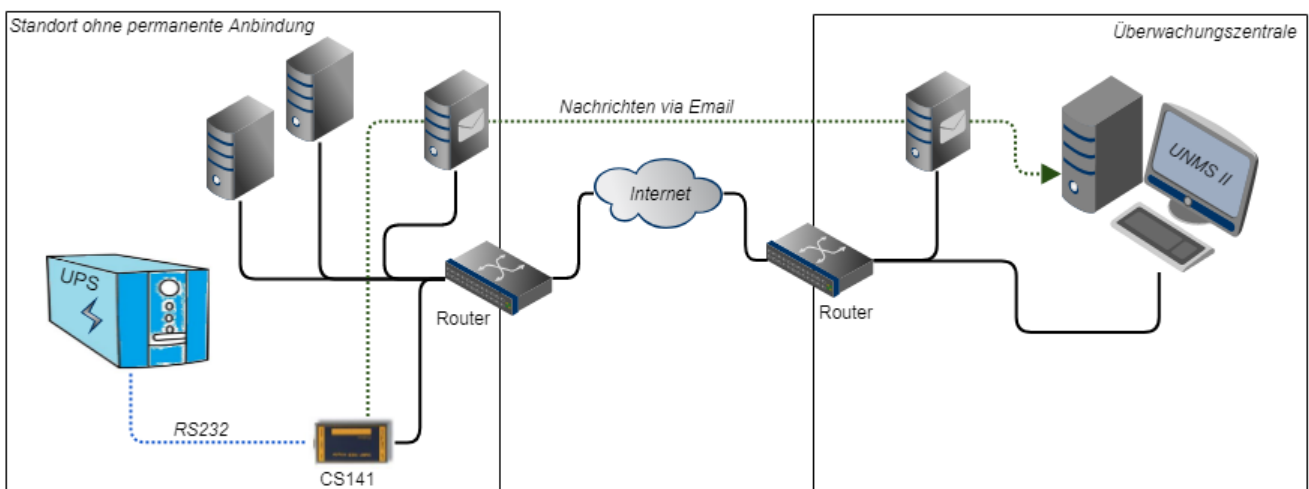 Standort ohne permanente Anbindung
Überwachungszentrale
Nachrichten via Email
UNMS II
Internet
UPS
Router
Router
RS232
CS141